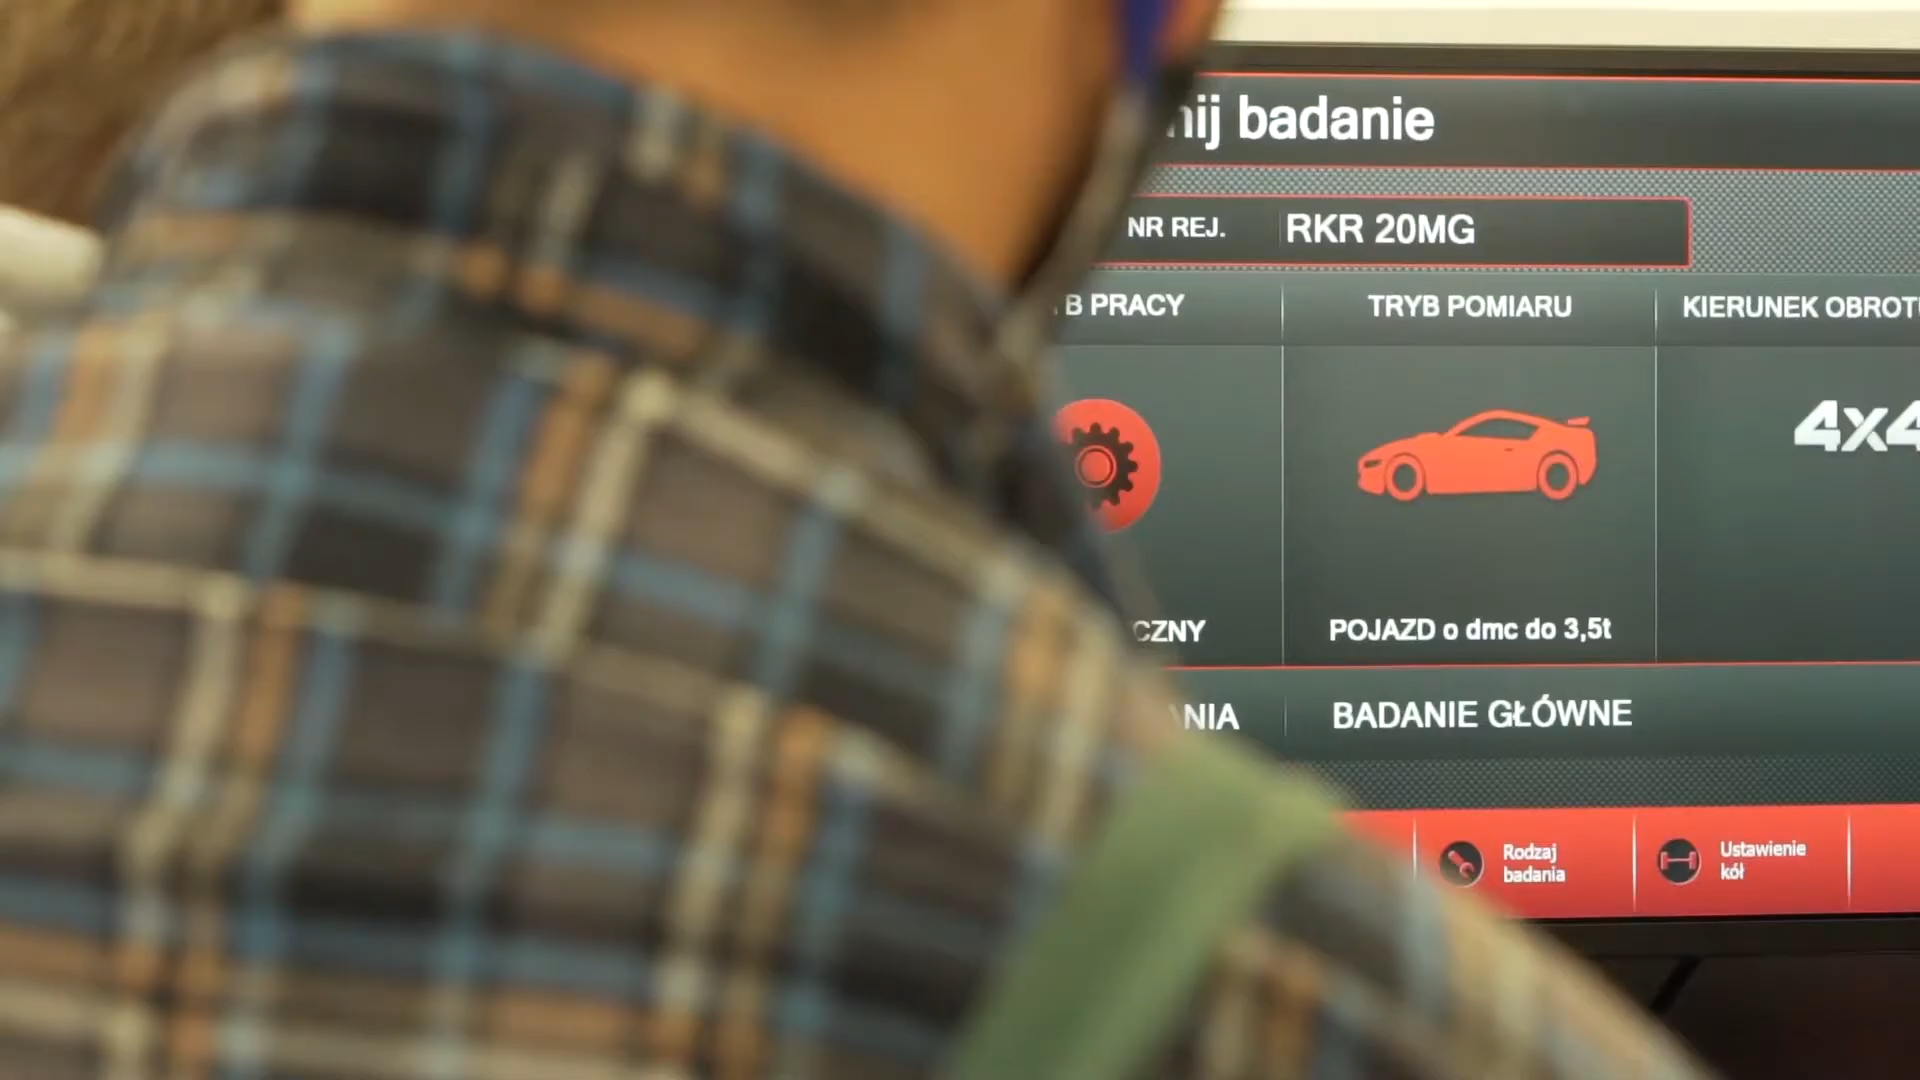 badanie
NR REJ. RKR 20MG
PRACY TRYB POMIARU KIERUNEK
4x4
POJAZD o dmc do 3,5t
BADANIE GŁÓWNE
Rodzaj
badania
Ustawienie
kół